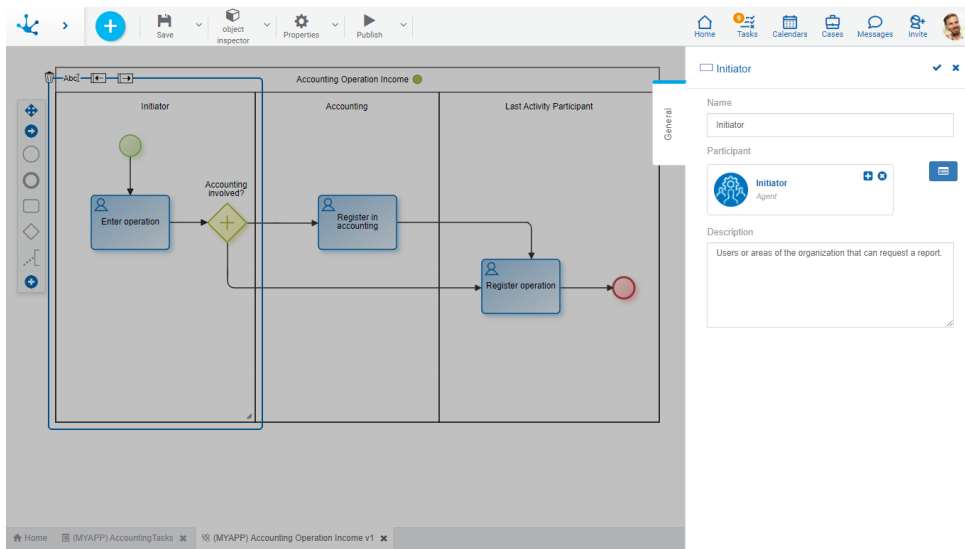 Save
object
inspector
Properties
Publish
Home
9
Tasks
Calendars
Cases
Messages
Invite
Abc
Accounting Operation Income
Initiator
Accounting
Last Activity Participant
Enter operation
Accounting
involved?
Register in
accounting
Register operation
General
Initiator
Name
Initiator
Participant
Initiator
Agent
Description
Users or areas of the organization that can request a report.
Home
(MYAPP) AccountingTasks
(MYAPP) Accounting Operation Income v1